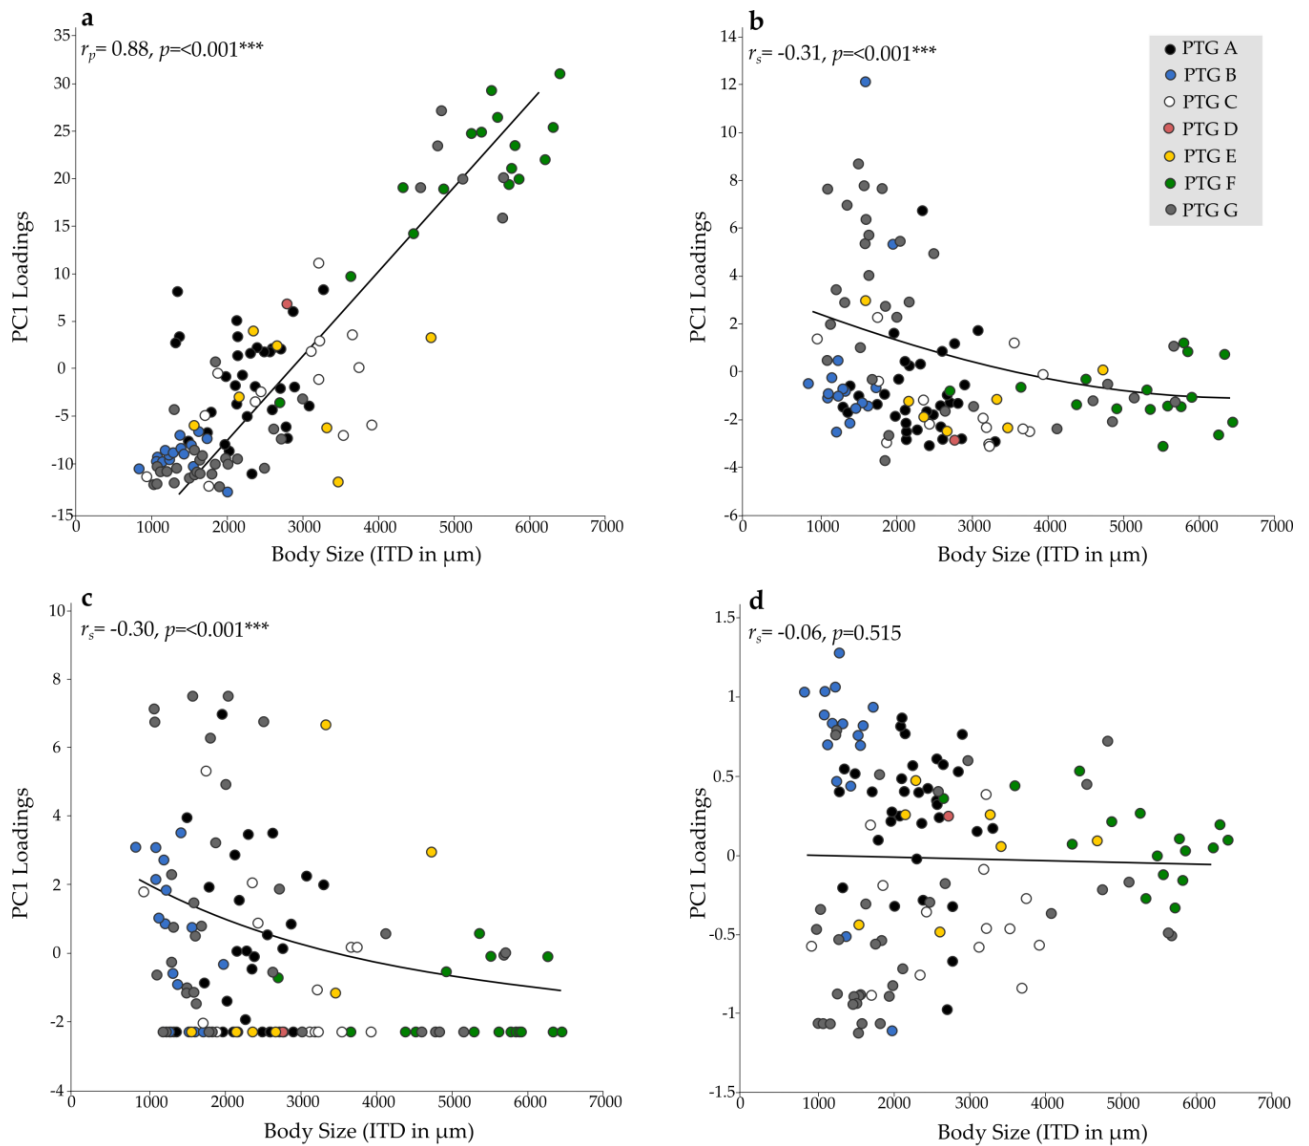 a
r_p= 0.88, p=<0.001***
35
30
25
20
15
10
5
0
-5
-10
-15
PC1 Loadings
0 1000 2000 3000 4000 5000 6000 7000
Body Size (ITD in µm)
b
r_s= -0.31, p=<0.001***
14
12
10
8
6
4
2
0
-2
-4
-6
PC1 Loadings
0 1000 2000 3000 4000 5000 6000 7000
Body Size (ITD in µm)
PTG A
PTG B
PTG C
PTG D
PTG E
PTG F
PTG G
c
r_s= -0.30, p=<0.001***
10
8
6
4
2
0
-2
-4
PC1 Loadings
0 1000 2000 3000 4000 5000 6000 7000
Body Size (ITD in µm)
d
r_s= -0.06, p=0.515
1.5
1
0.5
0
-0.5
-1
-1.5
PC1 Loadings
0 1000 2000 3000 4000 5000 6000 7000
Body Size (ITD in µm)